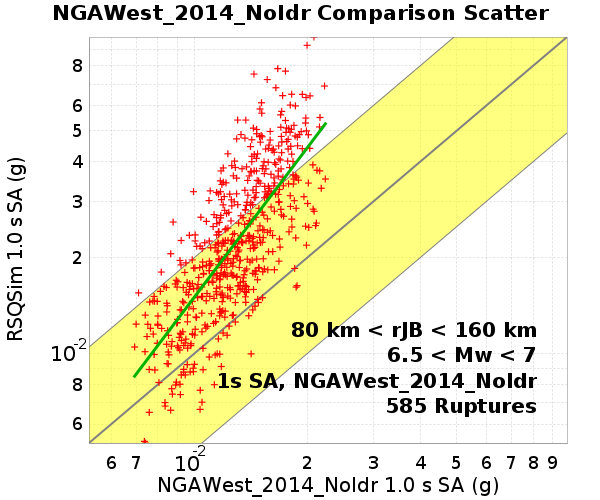 NGAWest_2014_NoIdr Comparison Scatter
RSQSim 1.0 s SA (g)
8
6
5
4
3
2
10-2
8
6
80 km < rJB < 160 km
6.5 < Mw < 7
1s SA, NGAWest_2014_NoIdr
585 Ruptures
6 7 10-2 2 3 4 5 6 7 8 9
NGAWest_2014_NoIdr 1.0 s SA (g)